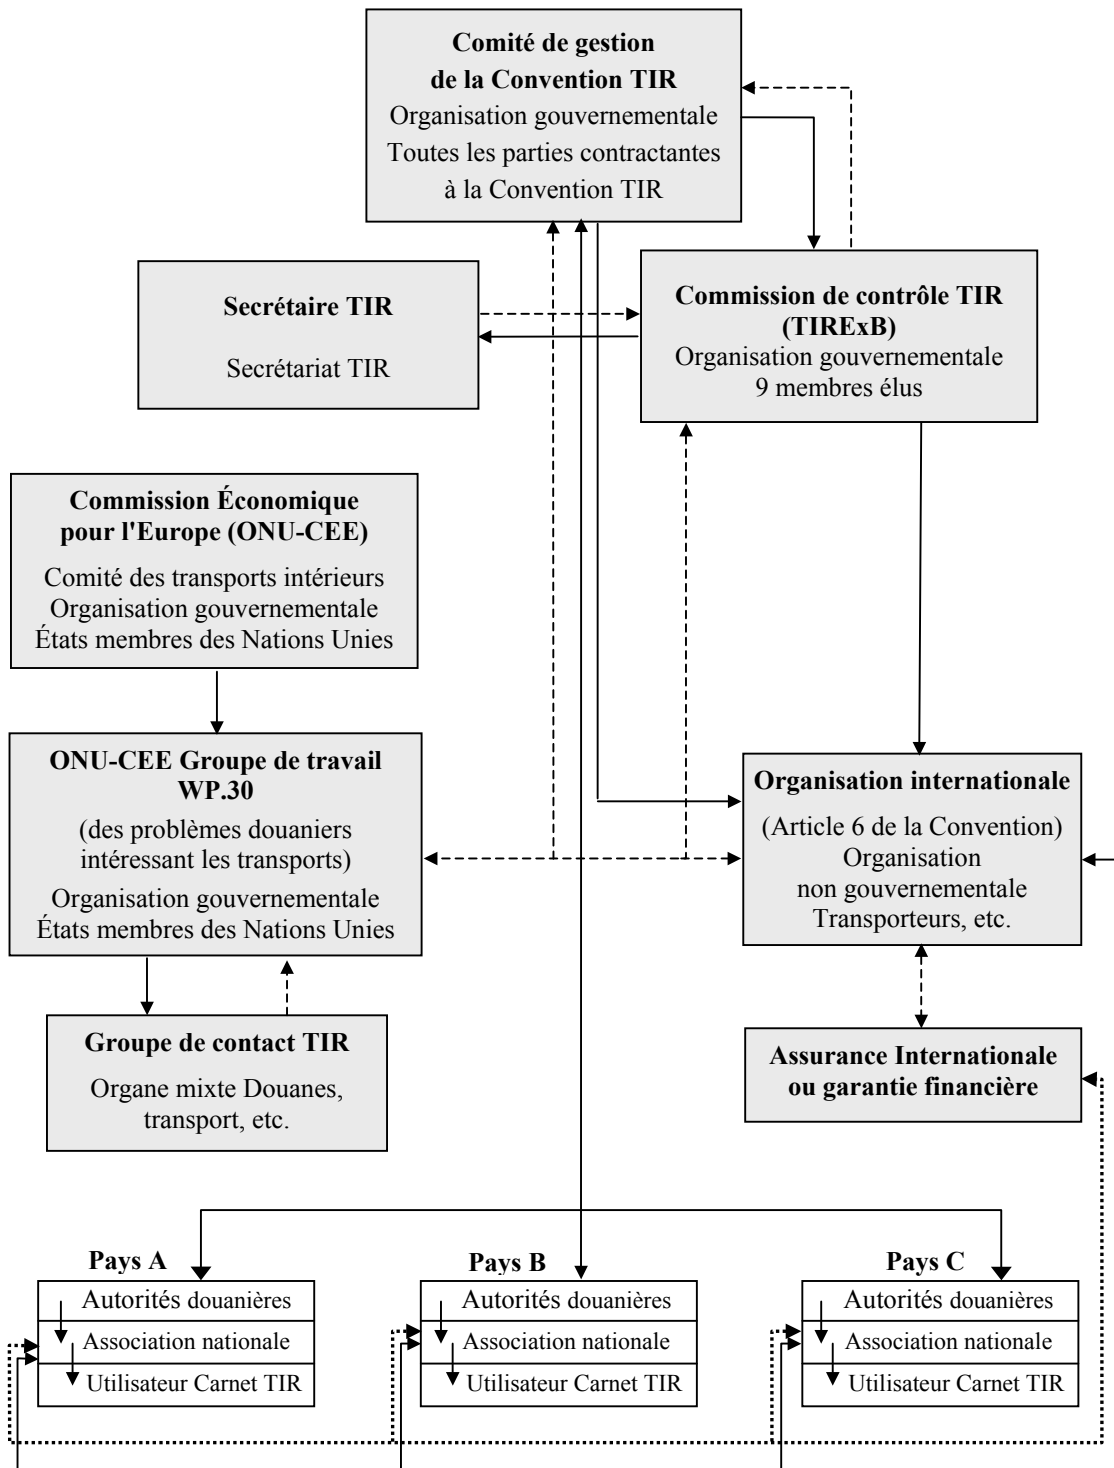 Comité de gestion
de la Convention TIR
Organisation gouvernementale
Toutes les parties contractantes
à la Convention TIR
Secrétaire TIR
Secrétariat TIR
Commission de contrôle TIR
(TIRExB)
Organisation gouvernementale
9 membres élus
Commission Économique
pour l'Europe (ONU-CEE)
Comité des transports intérieurs
Organisation gouvernementale
États membres des Nations Unies
ONU-CEE Groupe de travail
WP.30
(des problèmes douaniers
intéressant les transports)
Organisation gouvernementale
États membres des Nations Unies
Organisation internationale
(Article 6 de la Convention)
Organisation
non gouvernementale
Transporteurs, etc.
Groupe de contact TIR
Organe mixte Douanes,
transport, etc.
Assurance Internationale
ou garantie financière
Pays A
Autorités douanières
Association nationale
Utilisateur Carnet TIR
Pays B
Autorités douanières
Association nationale
Utilisateur Carnet TIR
Pays C
Autorités douanières
Association nationale
Utilisateur Carnet TIR